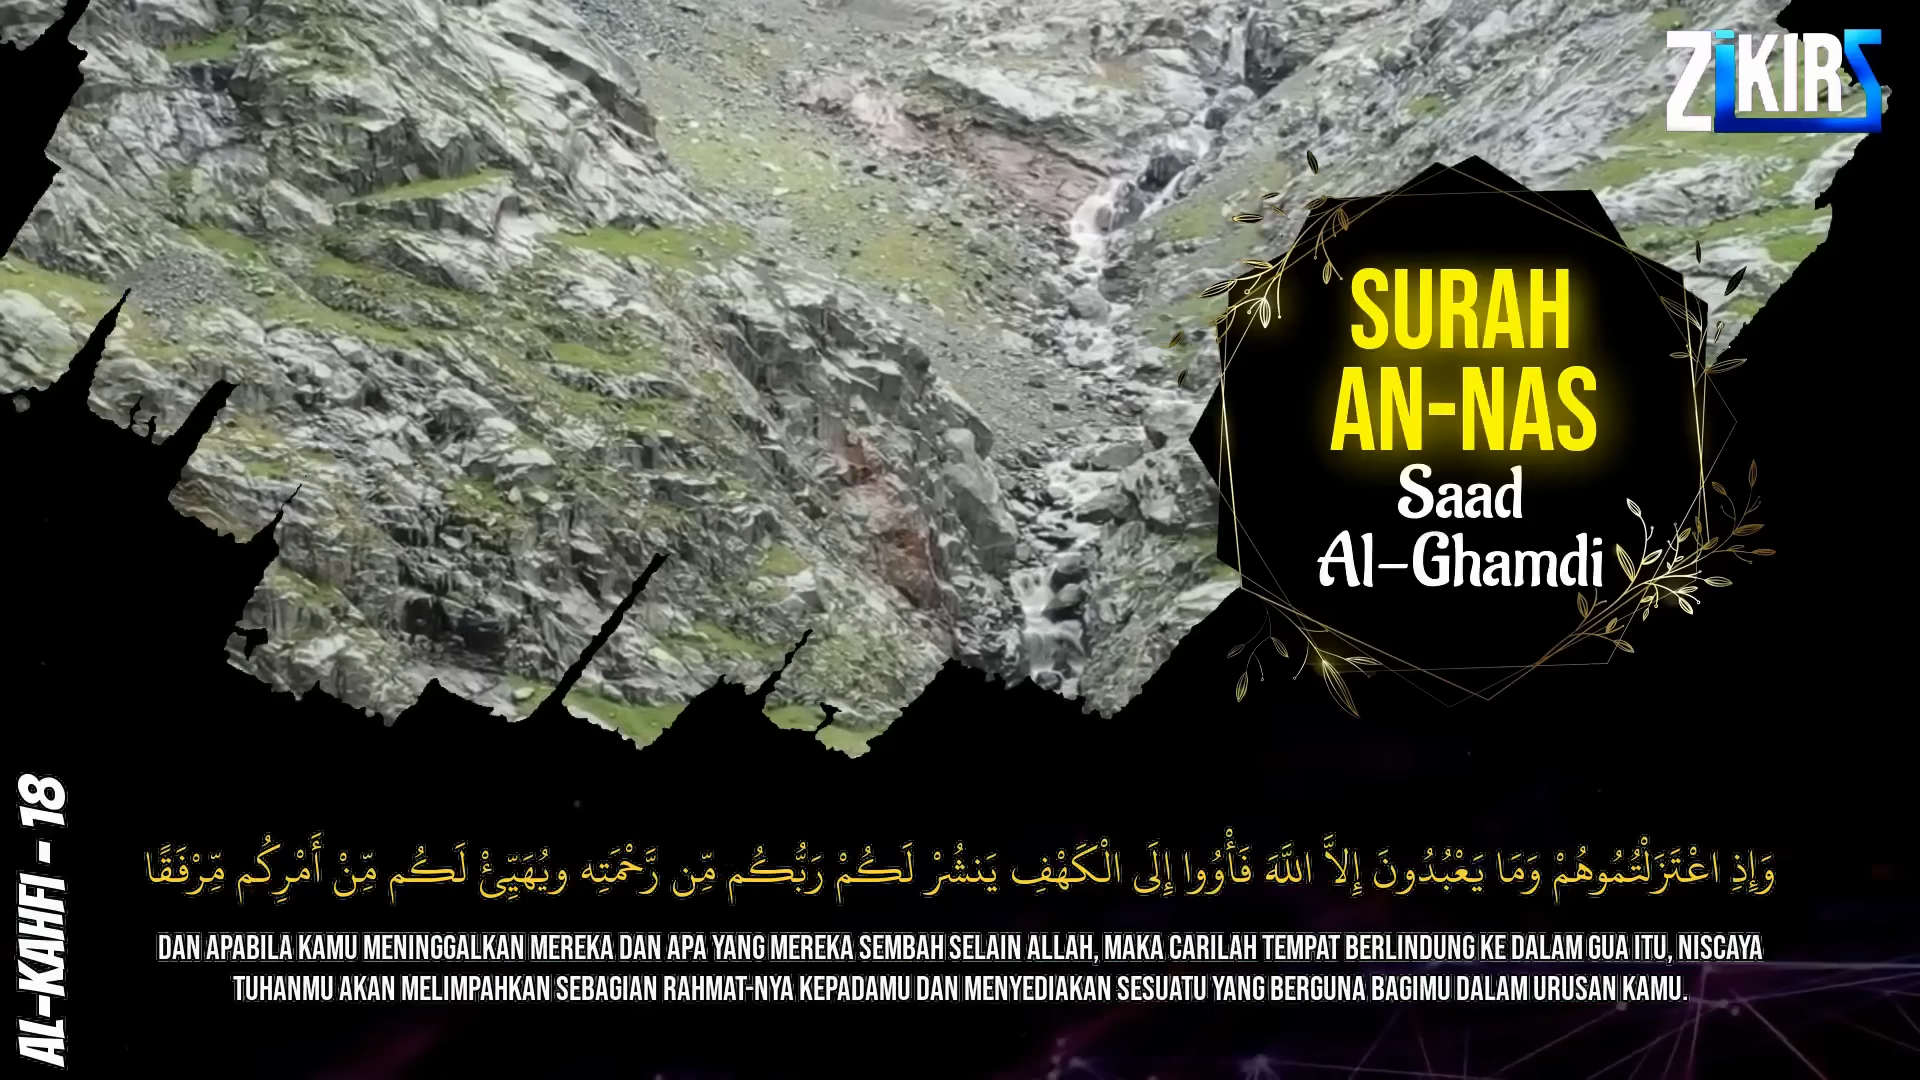 ZiKIRS
SURAH
AN-NAS
Saad
Al-Ghamdi
AL-KAHFI - 18
وَإِذِ اعْتَزَلْتُمُوهُمْ وَمَا يَعْبُدُونَ إِلاَّ اللَّهَ فَأْوُوا إِلَى الْكَهْفِ يَنشُرْ لَكُمْ رَبُّكُم مِّن رَّحْمَتِه ويُهَيِّئْ لَكُم مِّنْ أَمْرِكُم مِّرْفَقًا
DAN APABILA KAMU MENINGGALKAN MEREKA DAN APA YANG MEREKA SEMBAH SELAIN ALLAH, MAKA CARILAH TEMPAT BERLINDUNG KE DALAM GUA ITU, NISCAYA
TUHANMU AKAN MELIMPAHKAN SEBAGIAN RAHMAT-NYA KEPADAMU DAN MENYEDIAKAN SESUATU YANG BERGUNA BAGIMU DALAM URUSAN KAMU.